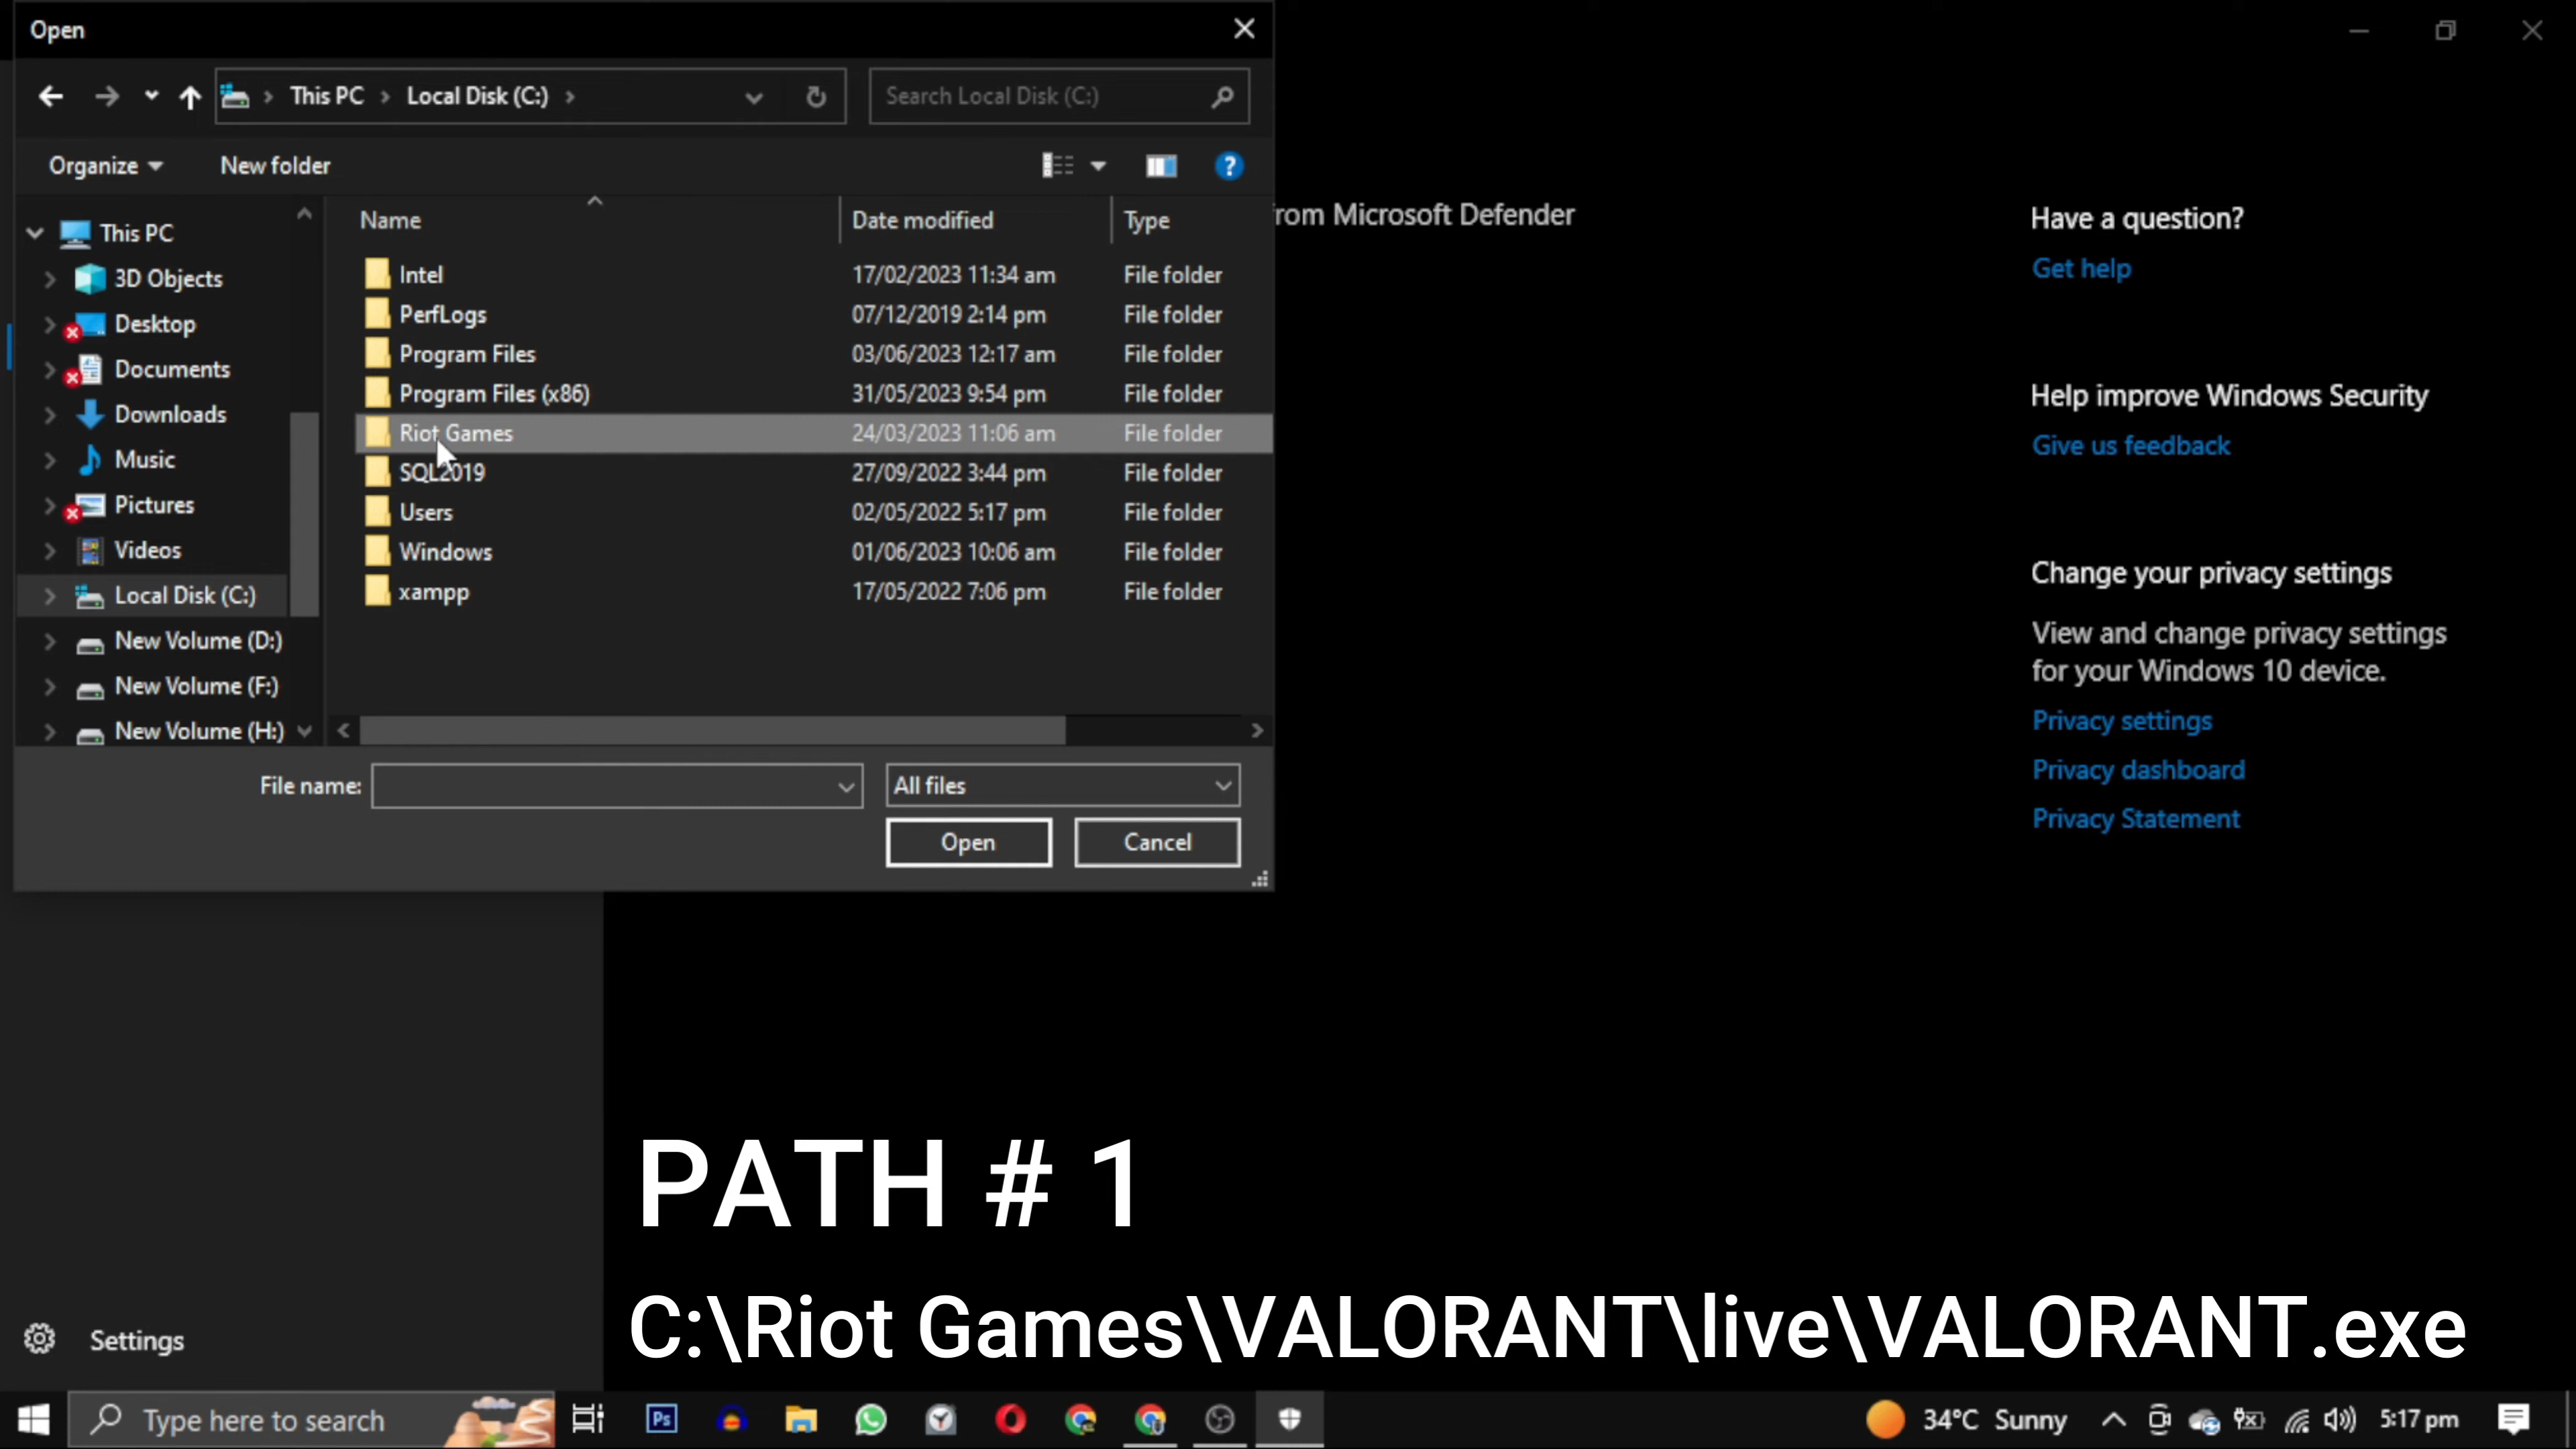 Open
This PC
Local Disk (C:)
Search Local Disk (C:)
Organize
New folder
?
This PC
3D Objects
Desktop
Documents
Downloads
Music
Pictures
Videos
Local Disk (C:)
New Volume (D:)
New Volume (F:)
New Volume (H:)
Name Date modified Type
Intel 17/02/2023 11:34 am File folder
PerfLogs 07/12/2019 2:14 pm File folder
Program Files 03/06/2023 12:17 am File folder
Program Files (x86) 31/05/2023 9:54 pm File folder
Riot Games 24/03/2023 11:06 am File folder
SQL2019 27/09/2022 3:44 pm File folder
Users 02/05/2022 5:17 pm File folder
Windows 01/06/2023 10:06 am File folder
xampp 17/05/2022 7:06 pm File folder
File name:
All files
Open
Cancel
from Microsoft Defender
Have a question?
Get help
Help improve Windows Security
Give us feedback
Change your privacy settings
View and change privacy settings
for your Windows 10 device.
Privacy settings
Privacy dashboard
Privacy Statement
PATH # 1
C:\Riot Games\VALORANT\live\VALORANT.exe
Settings
Type here to search
Ps
34°C Sunny
5:17 pm